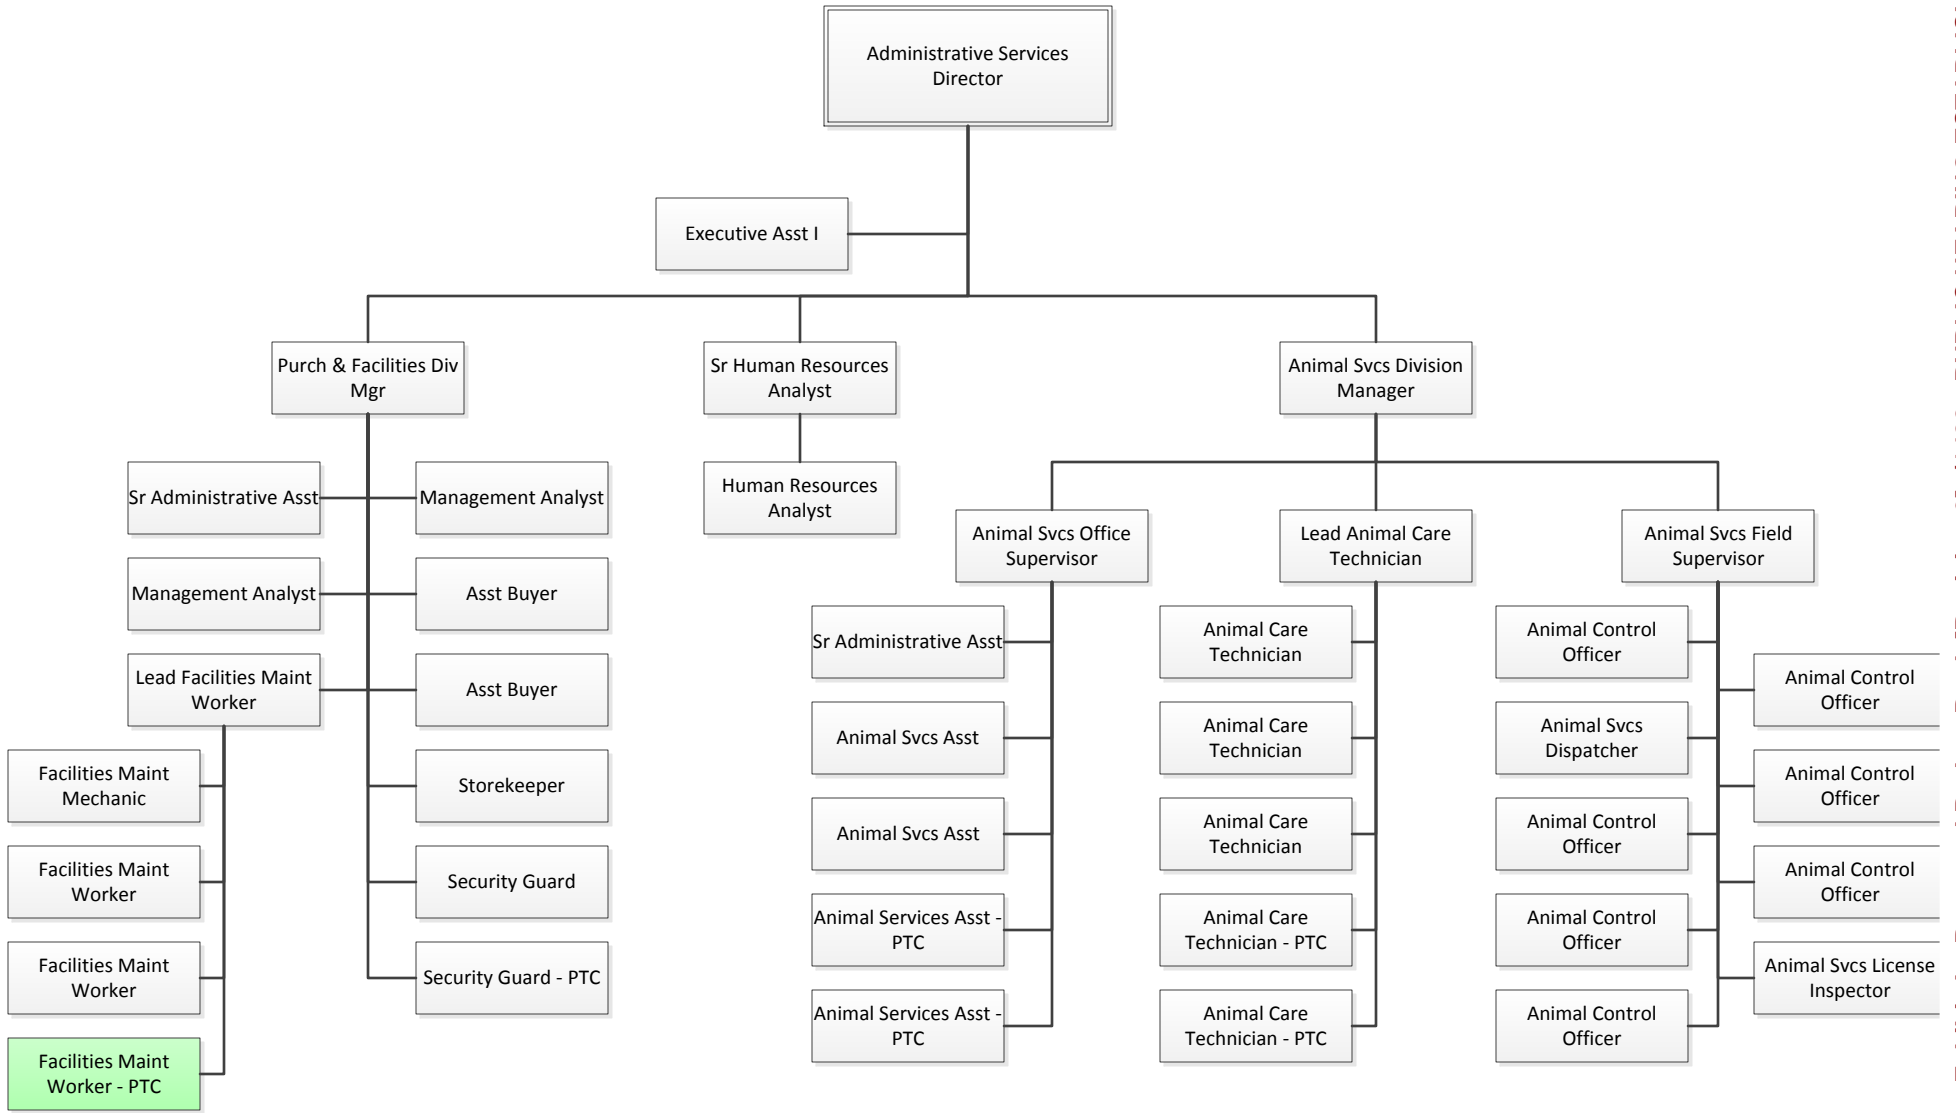 Administrative Services
Director
Executive Asst I
Purch & Facilities Div
Mgr
Sr Human Resources
Analyst
Animal Svcs Division
Manager
Sr Administrative Asst
Management Analyst
Management Analyst
Asst Buyer
Lead Facilities Maint
Worker
Asst Buyer
Facilities Maint
Mechanic
Storekeeper
Facilities Maint
Worker
Security Guard
Facilities Maint
Worker
Security Guard - PTC
Facilities Maint
Worker - PTC
Human Resources
Analyst
Animal Svcs Office
Supervisor
Sr Administrative Asst
Animal Svcs Asst
Animal Svcs Asst
Animal Services Asst -
PTC
Animal Services Asst -
PTC
Lead Animal Care
Technician
Animal Care
Technician
Animal Care
Technician
Animal Care
Technician
Animal Care
Technician - PTC
Animal Care
Technician - PTC
Animal Svcs Field
Supervisor
Animal Control
Officer
Animal Control
Officer
Animal Svcs
Dispatcher
Animal Control
Officer
Animal Control
Officer
Animal Control
Officer
Animal Control
Officer
Animal Svcs License
Inspector
Animal Control
Officer